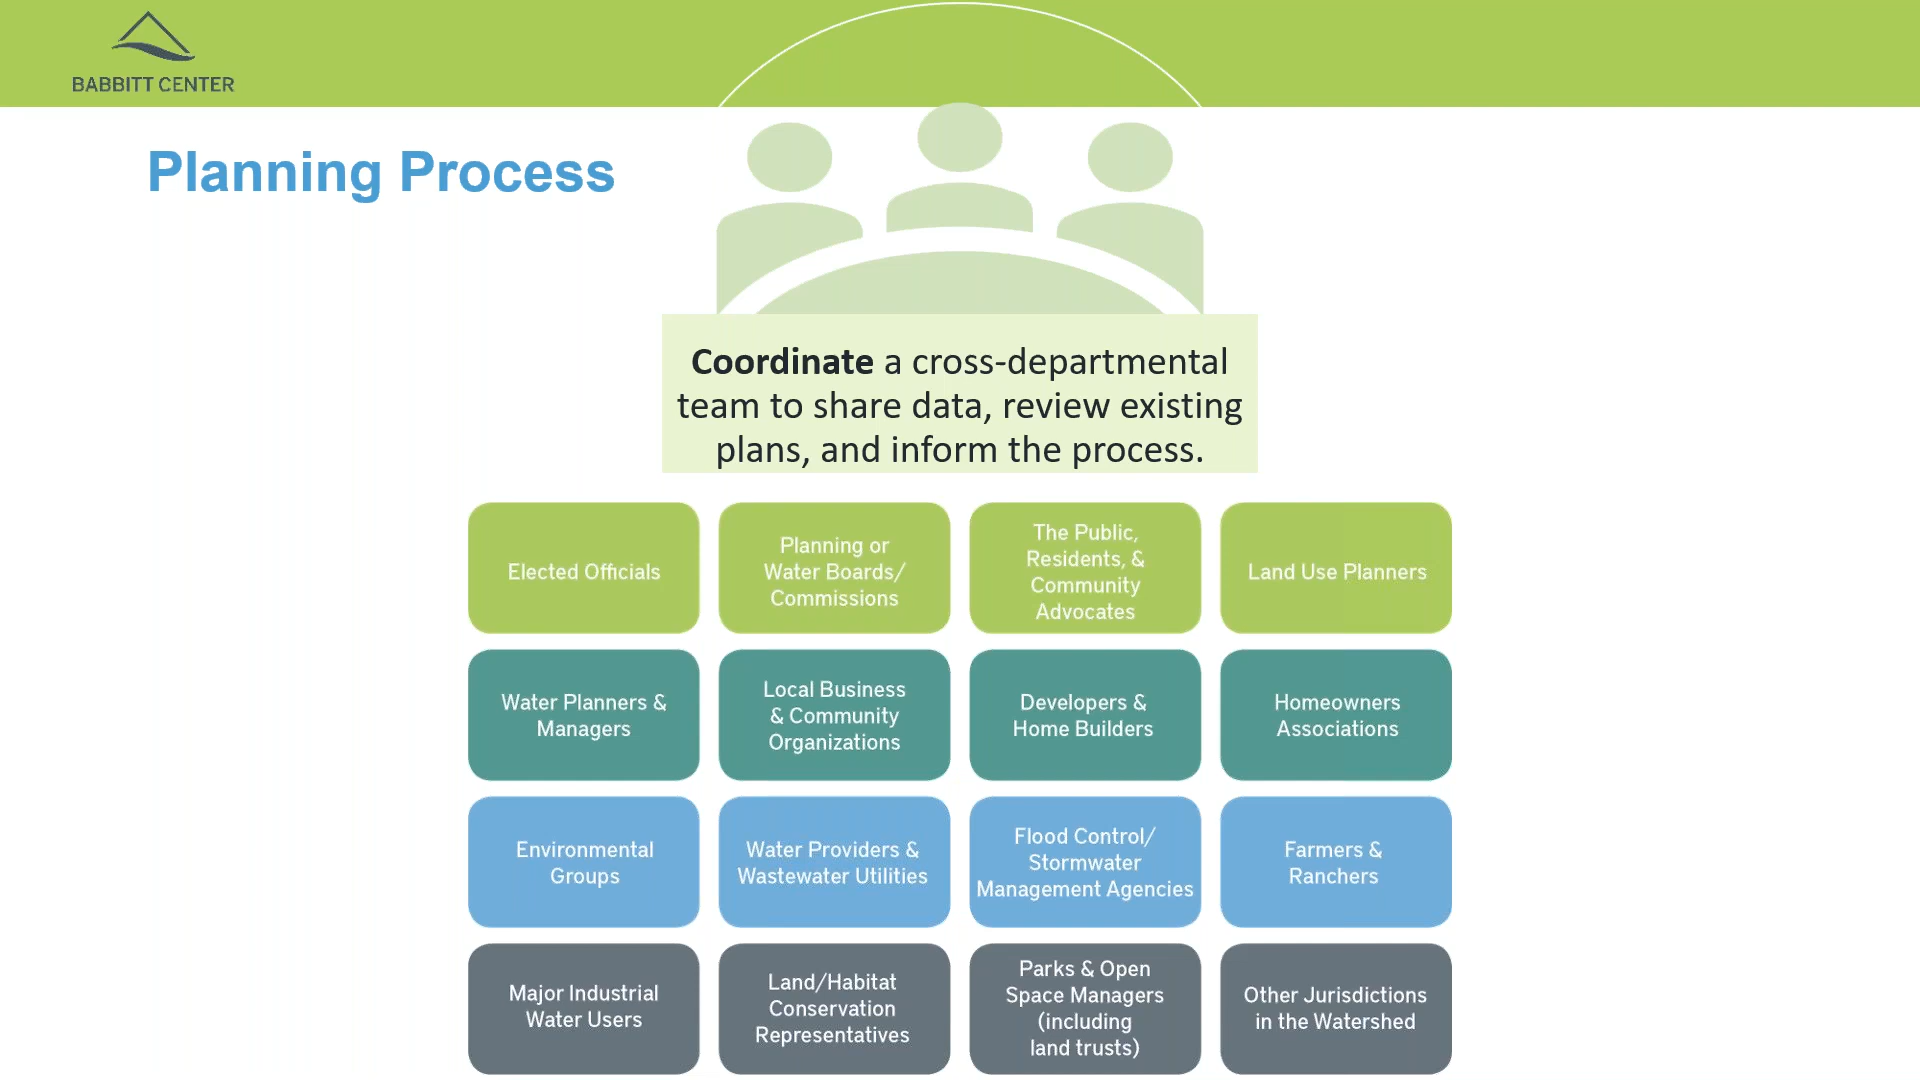 BABBITT CENTER
Planning Process
Coordinate a cross-departmental
team to share data, review existing
plans, and inform the process.
Elected Officials
Planning or
Water Boards/
Commissions
The Public,
Residents, &
Community
Advocates
Land Use Planners
Water Planners &
Managers
Local Business
& Community
Organizations
Developers &
Home Builders
Homeowners
Associations
Environmental
Groups
Water Providers &
Wastewater Utilities
Flood Control/
Stormwater
Management Agencies
Farmers &
Ranchers
Major Industrial
Water Users
Land/Habitat
Conservation
Representatives
Parks & Open
Space Managers
(including
land trusts)
Other Jurisdictions
in the Watershed